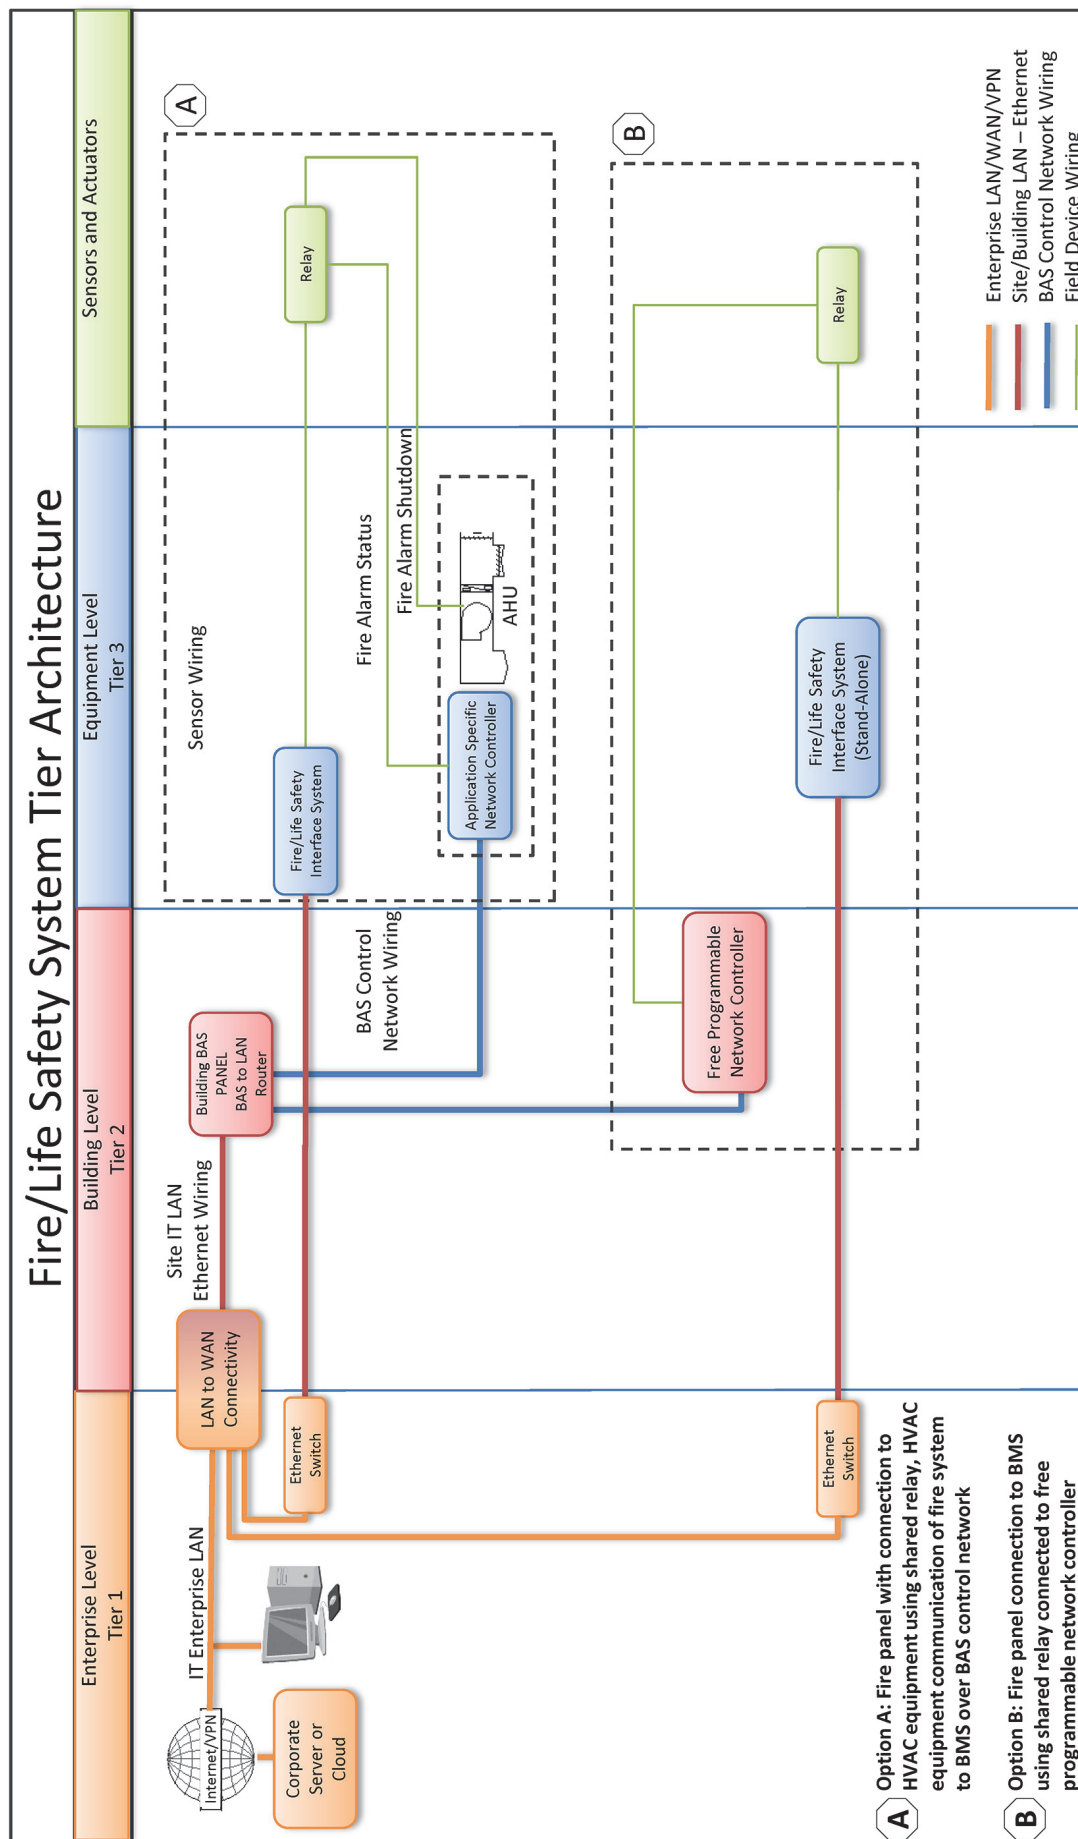 Fire/Life Safety System Tier Architecture
Enterprise Level
Tier 1
Building Level
Tier 2
Equipment Level
Tier 3
Sensors and Actuators
Internet/VPN
IT Enterprise LAN
Corporate
Server or
Cloud
LAN to WAN
Connectivity
Site IT LAN
Ethernet Wiring
Building BAS
PANEL
BAS to LAN
Router
Sensor Wiring
A
Ethernet
Switch
Fire/Life Safety
Interface System
Relay
BAS Control
Network Wiring
Fire Alarm Status
Fire Alarm Shutdown
Application Specific
Network Controller
AHU
B
Free Programmable
Network Controller
Ethernet
Switch
Fire/Life Safety
Interface System
(Stand-Alone)
Relay
A
Option A: Fire panel with connection to
HVAC equipment using shared relay, HVAC
equipment communication of fire system
to BMS over BAS control network
B
Option B: Fire panel connection to BMS
using shared relay connected to free
programmable network controller
Enterprise LAN/WAN/VPN
Site/Building LAN – Ethernet
BAS Control Network Wiring
Field Device Wiring